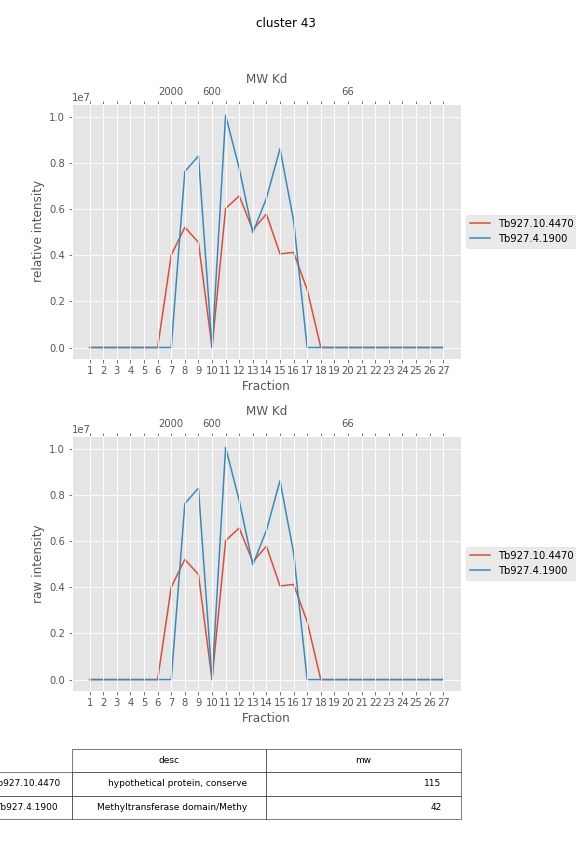 cluster 43
MW Kd
2000 600 66
1e7
1.0
0.8
0.6
0.4
0.2
0.0
relative intensity
1 2 3 4 5 6 7 8 9 10 11 12 13 14 15 16 17 18 19 20 21 22 23 24 25 26 27
Fraction
Tb927.10.4470
Tb927.4.1900
MW Kd
2000 600 66
1e7
1.0
0.8
0.6
0.4
0.2
0.0
raw intensity
1 2 3 4 5 6 7 8 9 10 11 12 13 14 15 16 17 18 19 20 21 22 23 24 25 26 27
Fraction
Tb927.10.4470
Tb927.4.1900
desc mw
b927.10.4470 hypothetical protein, conserve 115
b927.4.1900 Methyltransferase domain/Methy 42